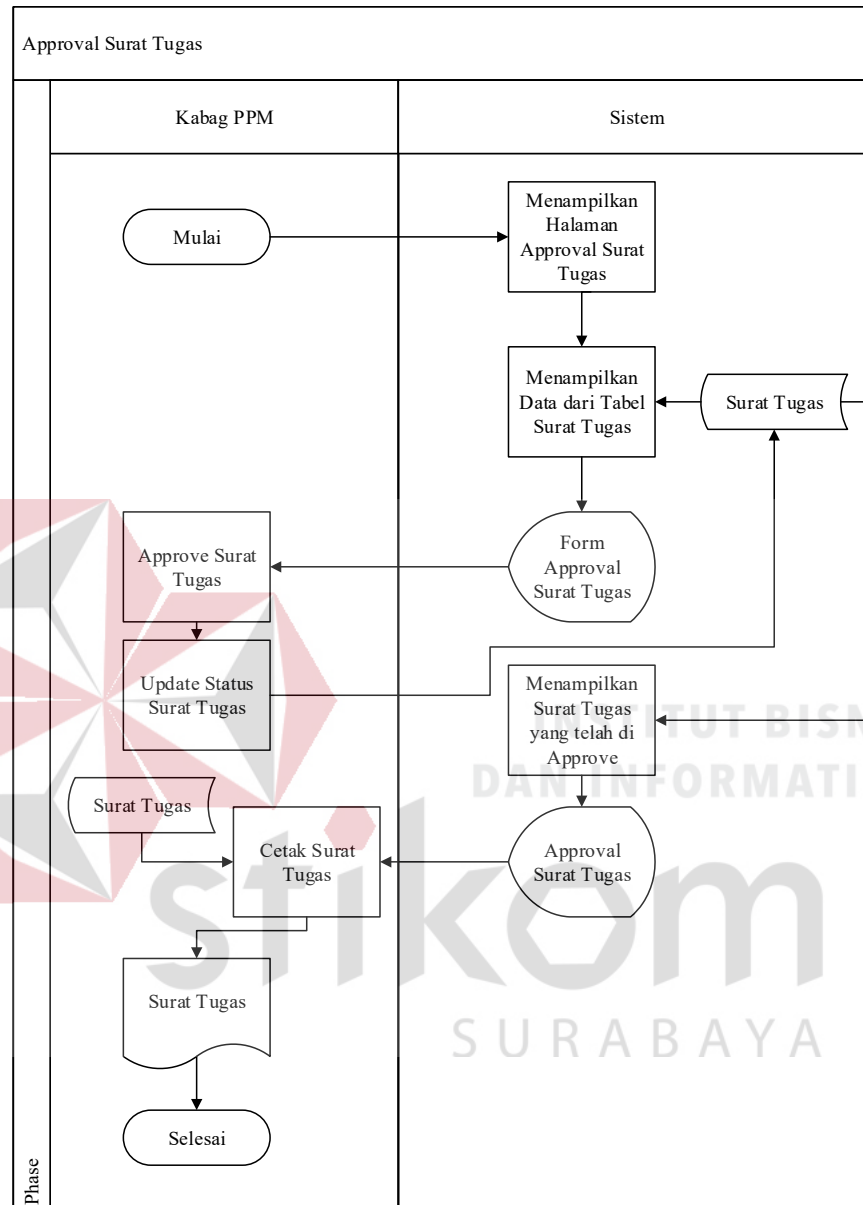 Approval Surat Tugas
Kabag PPM
Sistem
Mulai
Menampilkan
Halaman
Approval Surat
Tugas
Menampilkan
Data dari Tabel
Surat Tugas
Surat Tugas
Form
Approval
Surat Tugas
Approve Surat
Tugas
Update Status
Surat Tugas
Menampilkan
Surat Tugas
yang telah di
Approve
INSTITUT BISN
DAN INFORMATI
Surat Tugas
Cetak Surat
Tugas
Approval
Surat Tugas
stikom
SURABAYA
Surat Tugas
Selesai
Phase